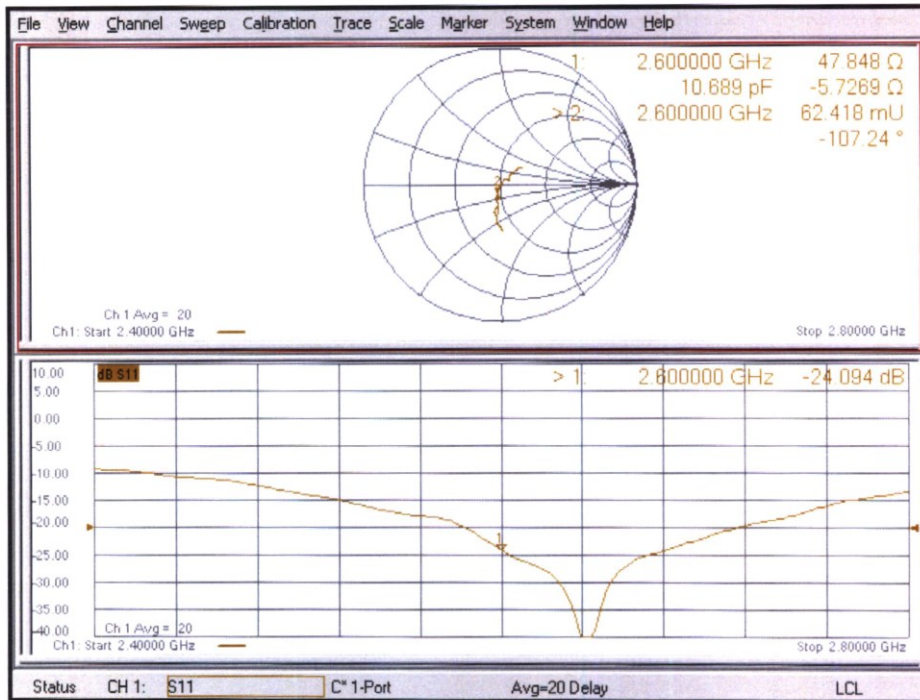 File View Channel Sweep Calibration Trace Scale Marker System Window Help
1: 2.600000 GHz 47.848 Ω
10.689 pF -5.7269 Ω
> 2: 2.600000 GHz 62.418 mU
-107.24 °
Ch 1 Avg = 20
Ch1: Start 2.40000 GHz Stop 2.80000 GHz
10.00 dB S11 > 1: 2.600000 GHz -24.094 dB
5.00
0.00
-5.00
-10.00
-15.00
-20.00
-25.00 1
-30.00
-35.00
-40.00 Ch 1 Avg = 20
Ch1: Start 2.40000 GHz Stop 2.80000 GHz
Status CH 1: S11 C* 1-Port Avg=20 Delay LCL